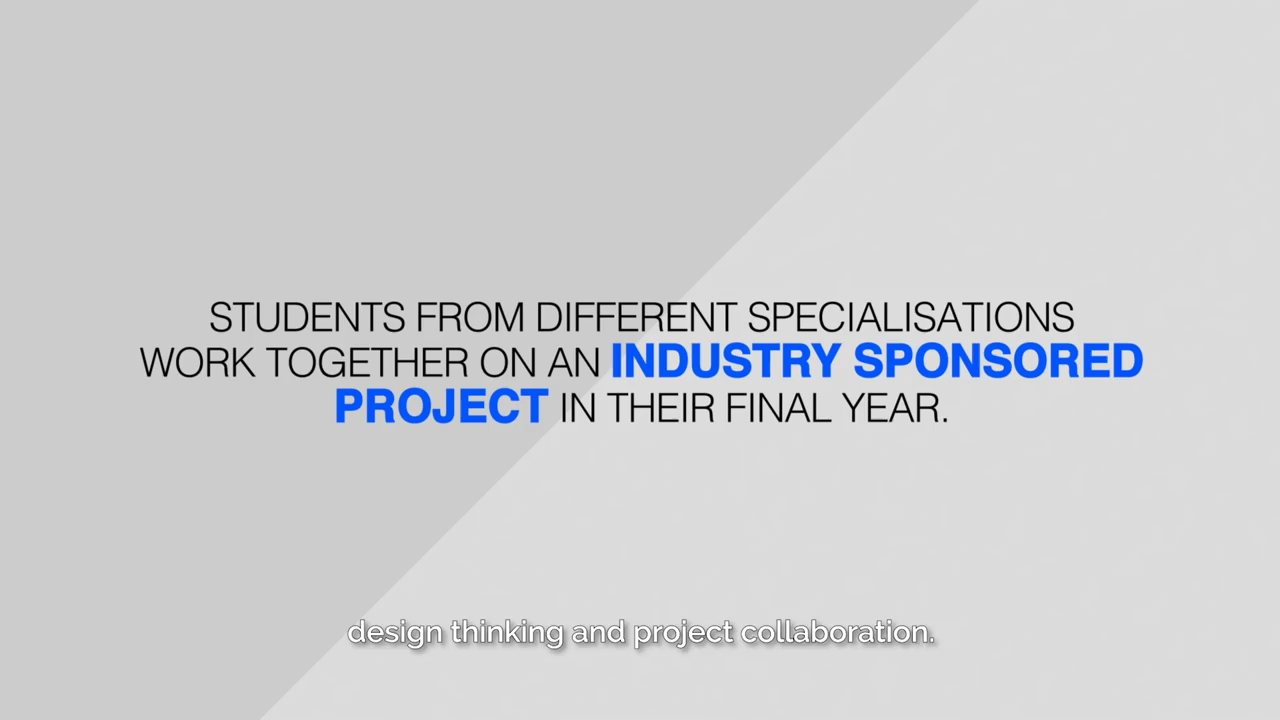 STUDENTS FROM DIFFERENT SPECIALISATIONS
WORK TOGETHER ON AN INDUSTRY SPONSORED
PROJECT IN THEIR FINAL YEAR.
design thinking and project collaboration.